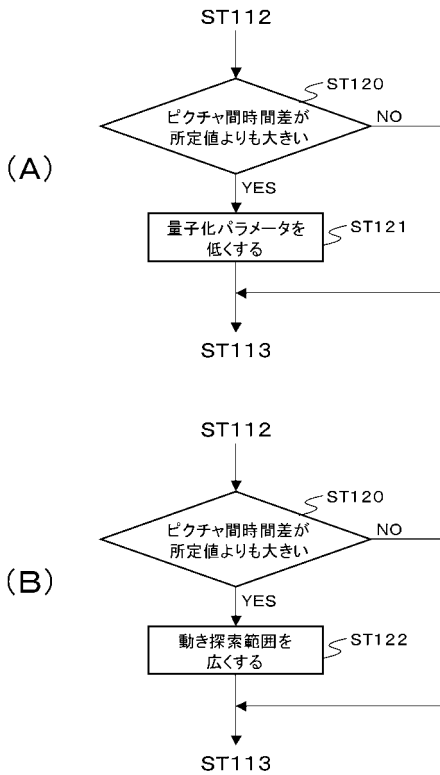 ST112
ST120
ピクチャ間時間差が
所定値よりも大きい
NO
(A)
YES
量子化パラメータを
低くする
ST121
ST113
ST112
ST120
ピクチャ間時間差が
所定値よりも大きい
NO
(B)
YES
動き探索範囲を
広くする
ST122
ST113